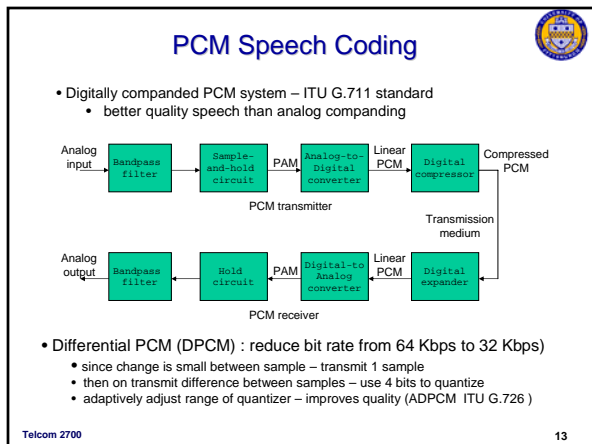 PCM Speech Coding
• Digitally companded PCM system – ITU G.711 standard
• better quality speech than analog companding
Analog input
Bandpass filter
Sample-and-hold circuit
PAM
Analog-to-Digital converter
Linear PCM
Digital compressor
Compressed PCM
PCM transmitter
Transmission medium
Analog output
Bandpass filter
Hold circuit
PAM
Digital-to Analog converter
Linear PCM
Digital expander
PCM receiver
• Differential PCM (DPCM) : reduce bit rate from 64 Kbps to 32 Kbps)
• since change is small between sample – transmit 1 sample
• then on transmit difference between samples – use 4 bits to quantize
• adaptively adjust range of quantizer – improves quality (ADPCM ITU G.726 )
Telcom 2700
13